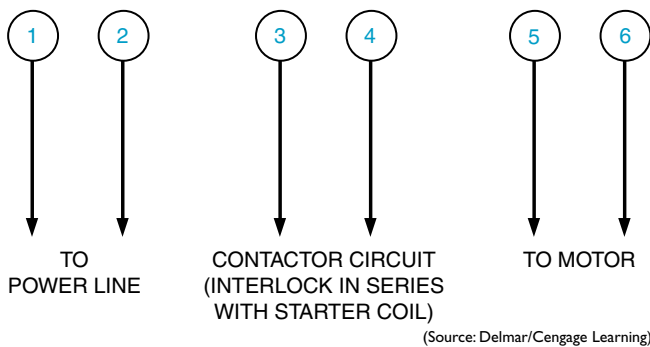 1 2 3 4 5 6
TO
POWER LINE
CONTACTOR CIRCUIT
(INTERLOCK IN SERIES
WITH STARTER COIL)
TO MOTOR
(Source: Delmar/Cengage Learning)